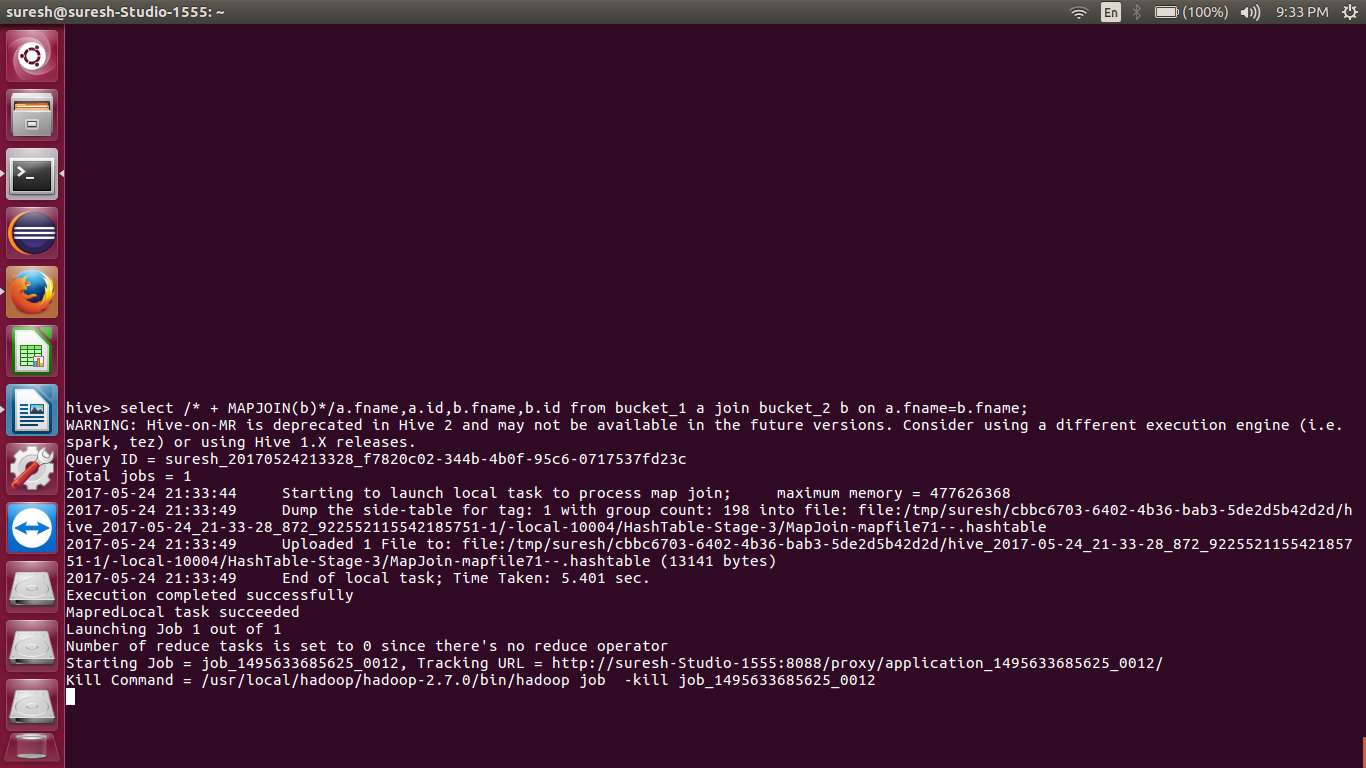 suresh@suresh-Studio-1555: ~
En
(100%)
9:33 PM
hive> select /* + MAPJOIN(b)*/a.fname,a.id,b.fname,b.id from bucket_1 a join bucket_2 b on a.fname=b.fname;
WARNING: Hive-on-MR is deprecated in Hive 2 and may not be available in the future versions. Consider using a different execution engine (i.e.
spark, tez) or using Hive 1.X releases.
Query ID = suresh_20170524213328_f7820c02-344b-4b0f-95c6-0717537fd23c
Total jobs = 1
2017-05-24 21:33:44     Starting to launch local task to process map join;     maximum memory = 477626368
2017-05-24 21:33:49     Dump the side-table for tag: 1 with group count: 198 into file: file:/tmp/suresh/cbbc6703-6402-4b36-bab3-5de2d5b42d2d/h
ive_2017-05-24_21-33-28_872_922552115542185751-1/-local-10004/HashTable-Stage-3/MapJoin-mapfile71--.hashtable
2017-05-24 21:33:49     Uploaded 1 File to: file:/tmp/suresh/cbbc6703-6402-4b36-bab3-5de2d5b42d2d/hive_2017-05-24_21-33-28_872_9225521155421857
51-1/-local-10004/HashTable-Stage-3/MapJoin-mapfile71--.hashtable (13141 bytes)
2017-05-24 21:33:49     End of local task; Time Taken: 5.401 sec.
Execution completed successfully
MapredLocal task succeeded
Launching Job 1 out of 1
Number of reduce tasks is set to 0 since there's no reduce operator
Starting Job = job_1495633685625_0012, Tracking URL = http://suresh-Studio-1555:8088/proxy/application_1495633685625_0012/
Kill Command = /usr/local/hadoop/hadoop-2.7.0/bin/hadoop job  -kill job_1495633685625_0012